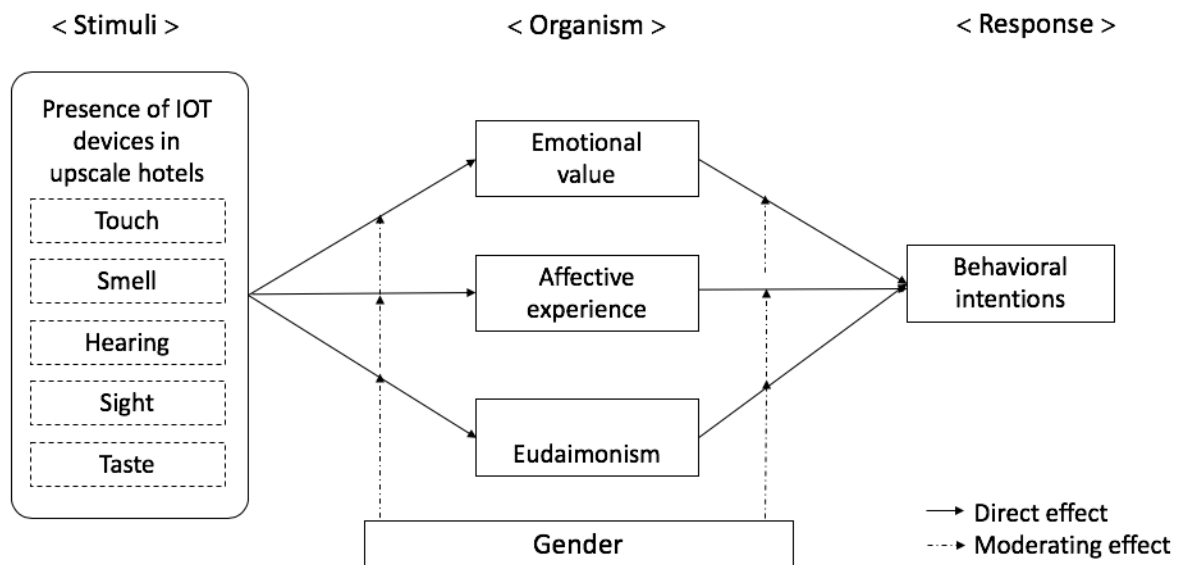 < Stimuli >
< Organism >
< Response >
Presence of IOT
devices in
upscale hotels
Touch
Smell
Hearing
Sight
Taste
Emotional
value
Affective
experience
Eudaimonism
Behavioral
intentions
Gender
Direct effect
Moderating effect